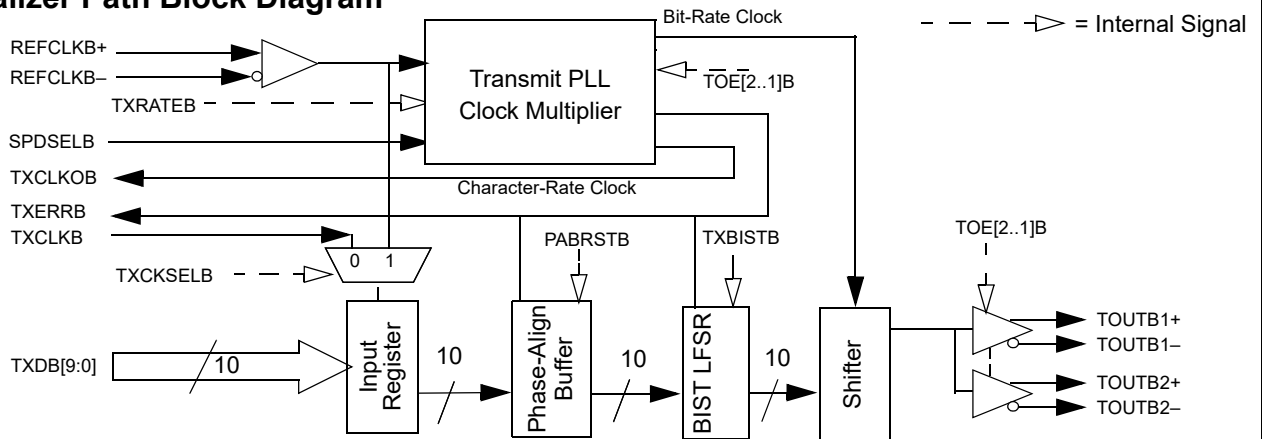 alizer Path Block Diagram
Bit-Rate Clock
= Internal Signal
REFCLKB+
REFCLKB–
Transmit PLL
Clock Multiplier
TOE[2..1]B
TXRATEB
SPDSELB
TXCLKOB
Character-Rate Clock
TXERRB
TXCLKB
0 1
PABRSTB
TXBISTB
TOE[2..1]B
TXCKSELB
TXDB[9:0]
10
Input
Register
10
Phase-Align
Buffer
10
BIST LFSR
10
Shifter
TOUTB1+
TOUTB1–
TOUTB2+
TOUTB2–